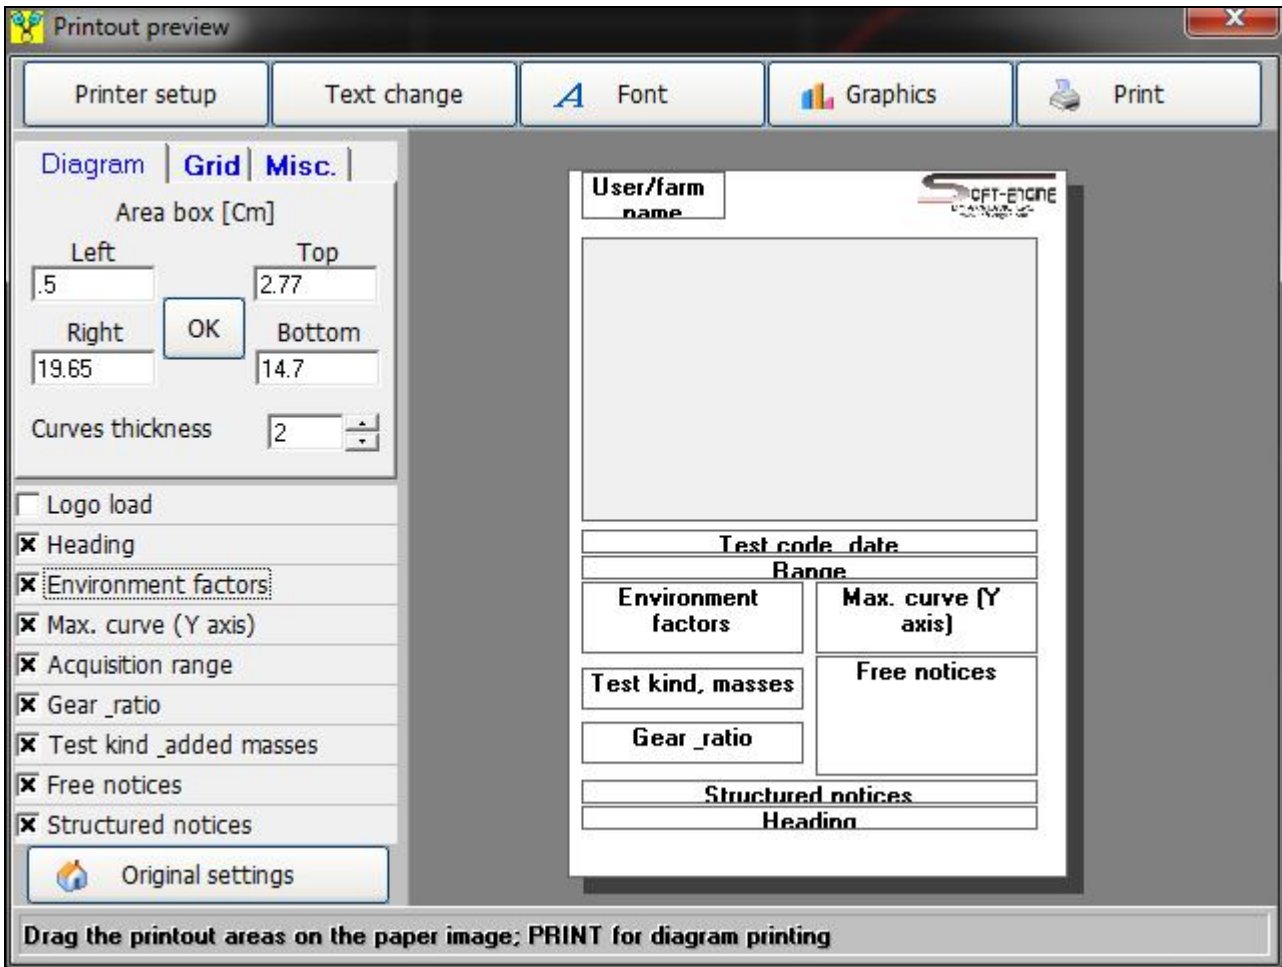 Printout preview
X
Printer setup
Text change
A Font
Graphics
Print
Diagram Grid Misc.
Area box [Cm]
Left Top
.5 2.77
OK
Right Bottom
19.65 14.7
Curves thickness 2
Logo load
Heading
Environment factors
Max. curve (Y axis)
Acquisition range
Gear _ratio
Test kind _added masses
Free notices
Structured notices
Original settings
User/farm
name
SOFT-ENGINE
Test code_date
Range
Environment
factors
Max. curve (Y
axis)
Test kind, masses
Free notices
Gear _ratio
Structured notices
Heading
Drag the printout areas on the paper image; PRINT for diagram printing